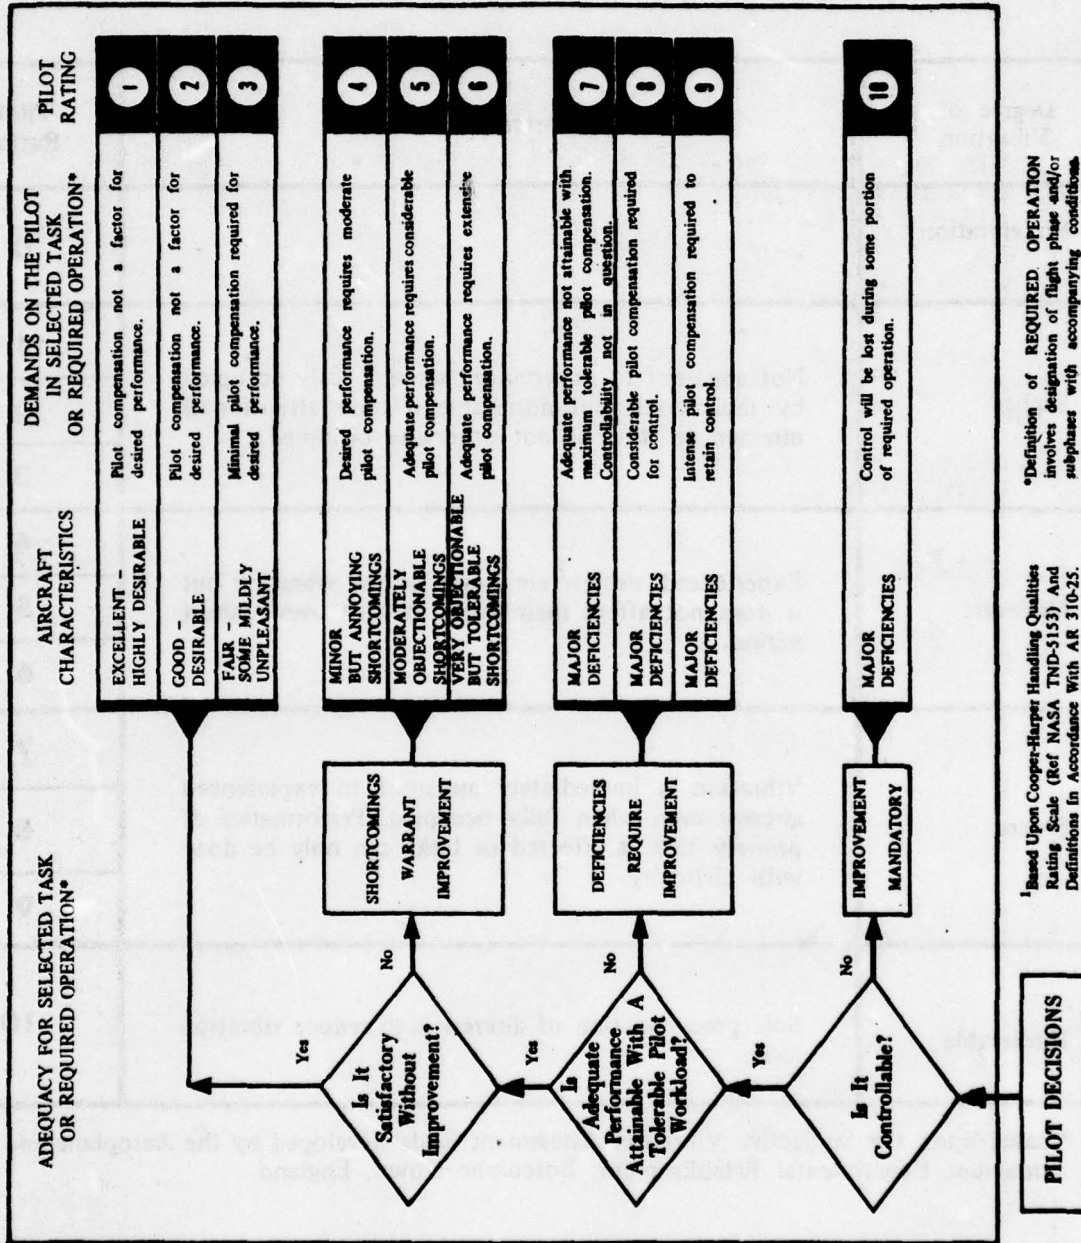 ADEQUACY FOR SELECTED TASK
OR REQUIRED OPERATION*
AIRCRAFT
CHARACTERISTICS
DEMANDS ON THE PILOT
IN SELECTED TASK
OR REQUIRED OPERATION*
PILOT
RATING
EXCELLENT –
HIGHLY DESIRABLE
Pilot compensation not a factor for
desired performance.
1
GOOD –
DESIRABLE
Pilot compensation not a factor for
desired performance.
2
FAIR –
SOME MILDLY
UNPLEASANT
Minimal pilot compensation required for
desired performance.
3
Yes
Is It
Satisfactory
Without
Improvement?
No
SHORTCOMINGS
WARRANT
IMPROVEMENT
MINOR
BUT ANNOYING
SHORTCOMINGS
Desired performance requires moderate
pilot compensation.
4
MODERATELY
OBJECTIONABLE
SHORTCOMINGS
Adequate performance requires considerable
pilot compensation.
5
VERY OBJECTIONABLE
BUT TOLERABLE
SHORTCOMINGS
Adequate performance requires extensive
pilot compensation.
6
Yes
Is
Adequate
Performance
Attainable With A
Tolerable Pilot
Workload?
No
DEFICIENCIES
REQUIRE
IMPROVEMENT
MAJOR
DEFICIENCIES
Adequate performance not attainable with
maximum tolerable pilot compensation.
Controllability not in question.
7
MAJOR
DEFICIENCIES
Considerable pilot compensation required
for control.
8
MAJOR
DEFICIENCIES
Intense pilot compensation required to
retain control.
9
Yes
Is It
Controllable?
No
IMPROVEMENT
MANDATORY
MAJOR
DEFICIENCIES
Control will be lost during some portion
of required operation.
10
PILOT DECISIONS
¹Based Upon Cooper-Harper Handling Qualities
Rating Scale (Ref NASA TND-5153) And
Definitions In Accordance With AR 310-25.
*Definition of REQUIRED OPERATION
involves designation of flight phase and/or
subphases with accompanying conditions.